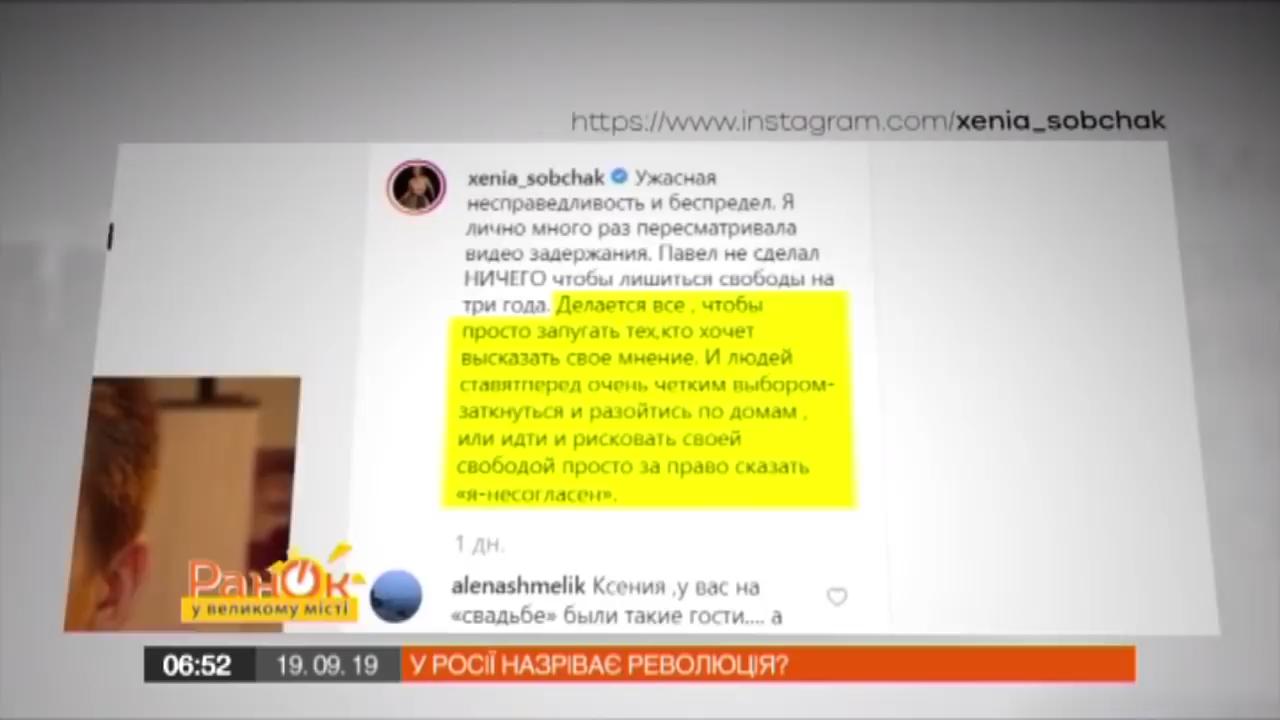 https://www.instagram.com/xenia_sobchak
xenia_sobchak Ужасная
несправедливость и беспредел. Я
лично много раз пересматривала
видео задержания. Павел не сделал
НИЧЕГО чтобы лишиться свободы на
три года. Делается все , чтобы
просто запугать тех,кто хочет
высказать свое мнение. И людей
ставятперед очень четким выбором-
заткнуться и разойтись по домам ,
или идти и рисковать своей
свободой просто за право сказать
«я-несогласен».
1 дн.
alenashmelik Ксения ,у вас на
«свадьбе» были такие гости.... а
Ранок
у великому місті
06:52 19. 09. 19 У РОСІЇ НАЗРІВАЄ РЕВОЛЮЦІЯ?